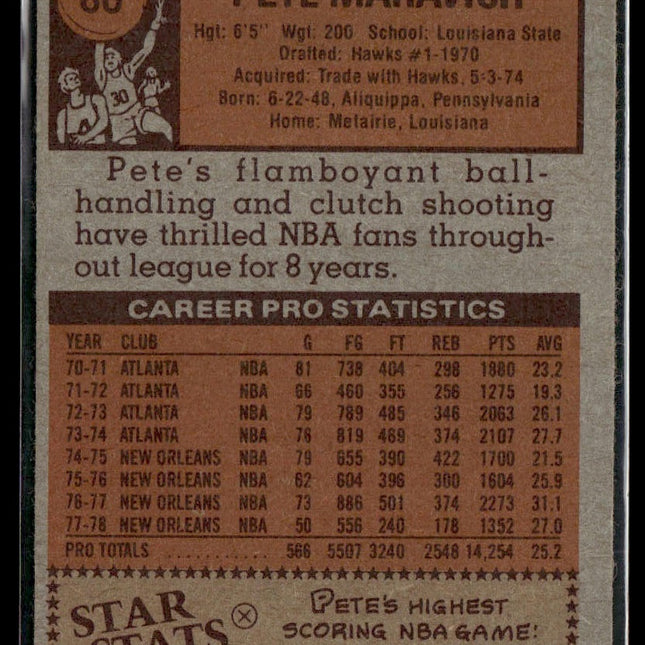 80
PETE MARAVICH
Hgt: 6'5" Wgt: 200 School: Louisiana State
Drafted: Hawks #1-1970
Acquired: Trade with Hawks, 5-3-74
Born: 6-22-48, Aliquippa, Pennsylvania
Home: Metairie, Louisiana
30
Pete's flamboyant ball-
handling and clutch shooting
have thrilled NBA fans through-
out league for 8 years.
CAREER PRO STATISTICS
YEAR CLUB G FG FT REB PTS AVG
70-71 ATLANTA NBA 81 738 404 298 1880 23.2
71-72 ATLANTA NBA 66 460 355 256 1275 19.3
72-73 ATLANTA NBA 79 789 485 346 2063 26.1
73-74 ATLANTA NBA 76 819 469 374 2107 27.7
74-75 NEW ORLEANS NBA 79 655 390 422 1700 21.5
75-76 NEW ORLEANS NBA 62 604 396 300 1604 25.9
76-77 NEW ORLEANS NBA 73 886 501 374 2273 31.1
77-78 NEW ORLEANS NBA 50 556 240 178 1352 27.0
PRO TOTALS ........... 566 5507 3240 2548 14,254 25.2
STAR
STATS
PETE'S HIGHEST
SCORING NBA GAME: